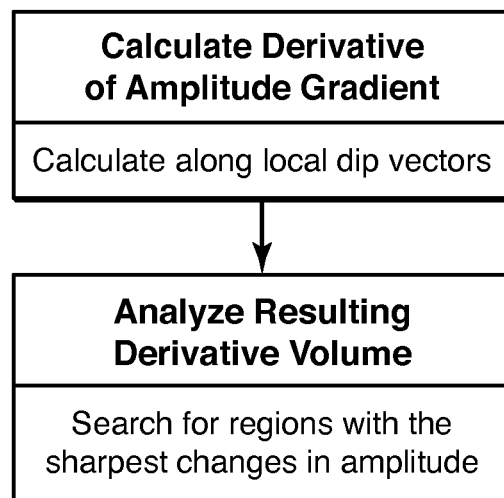 Calculate Derivative
of Amplitude Gradient
Calculate along local dip vectors
Analyze Resulting
Derivative Volume
Search for regions with the
sharpest changes in amplitude